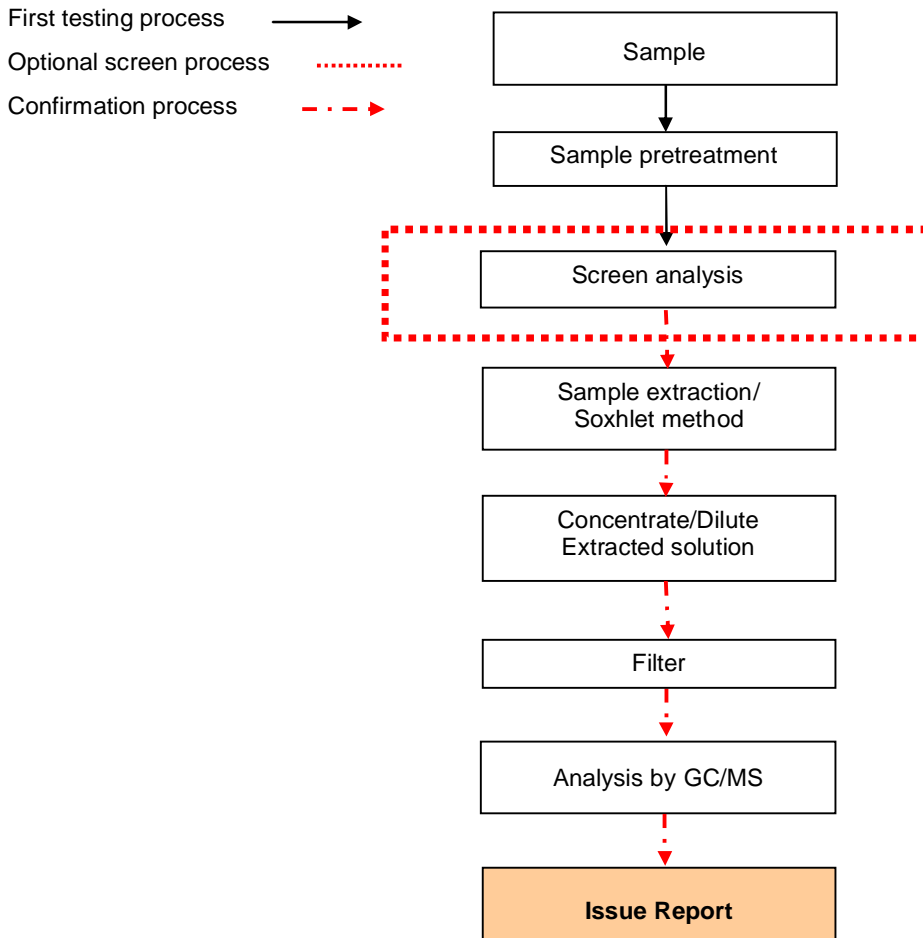 First testing process
Optional screen process
Confirmation process
Sample
Sample pretreatment
Screen analysis
Sample extraction/
Soxhlet method
Concentrate/Dilute
Extracted solution
Filter
Analysis by GC/MS
Issue Report